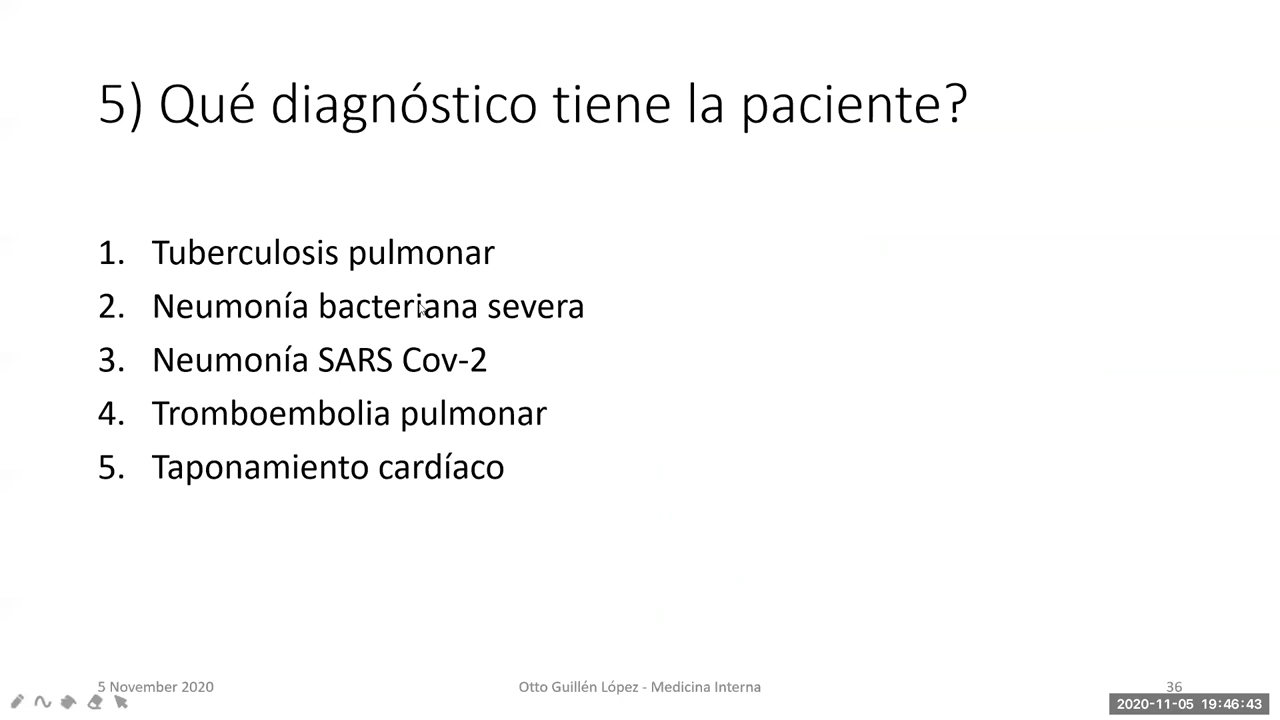 5) Qué diagnóstico tiene la paciente?
1. Tuberculosis pulmonar
2. Neumonía bacteriana severa
3. Neumonía SARS Cov-2
4. Tromboembolia pulmonar
5. Taponamiento cardíaco
5 November 2020
Otto Guillén López - Medicina Interna
36
2020-11-05 19:46:43